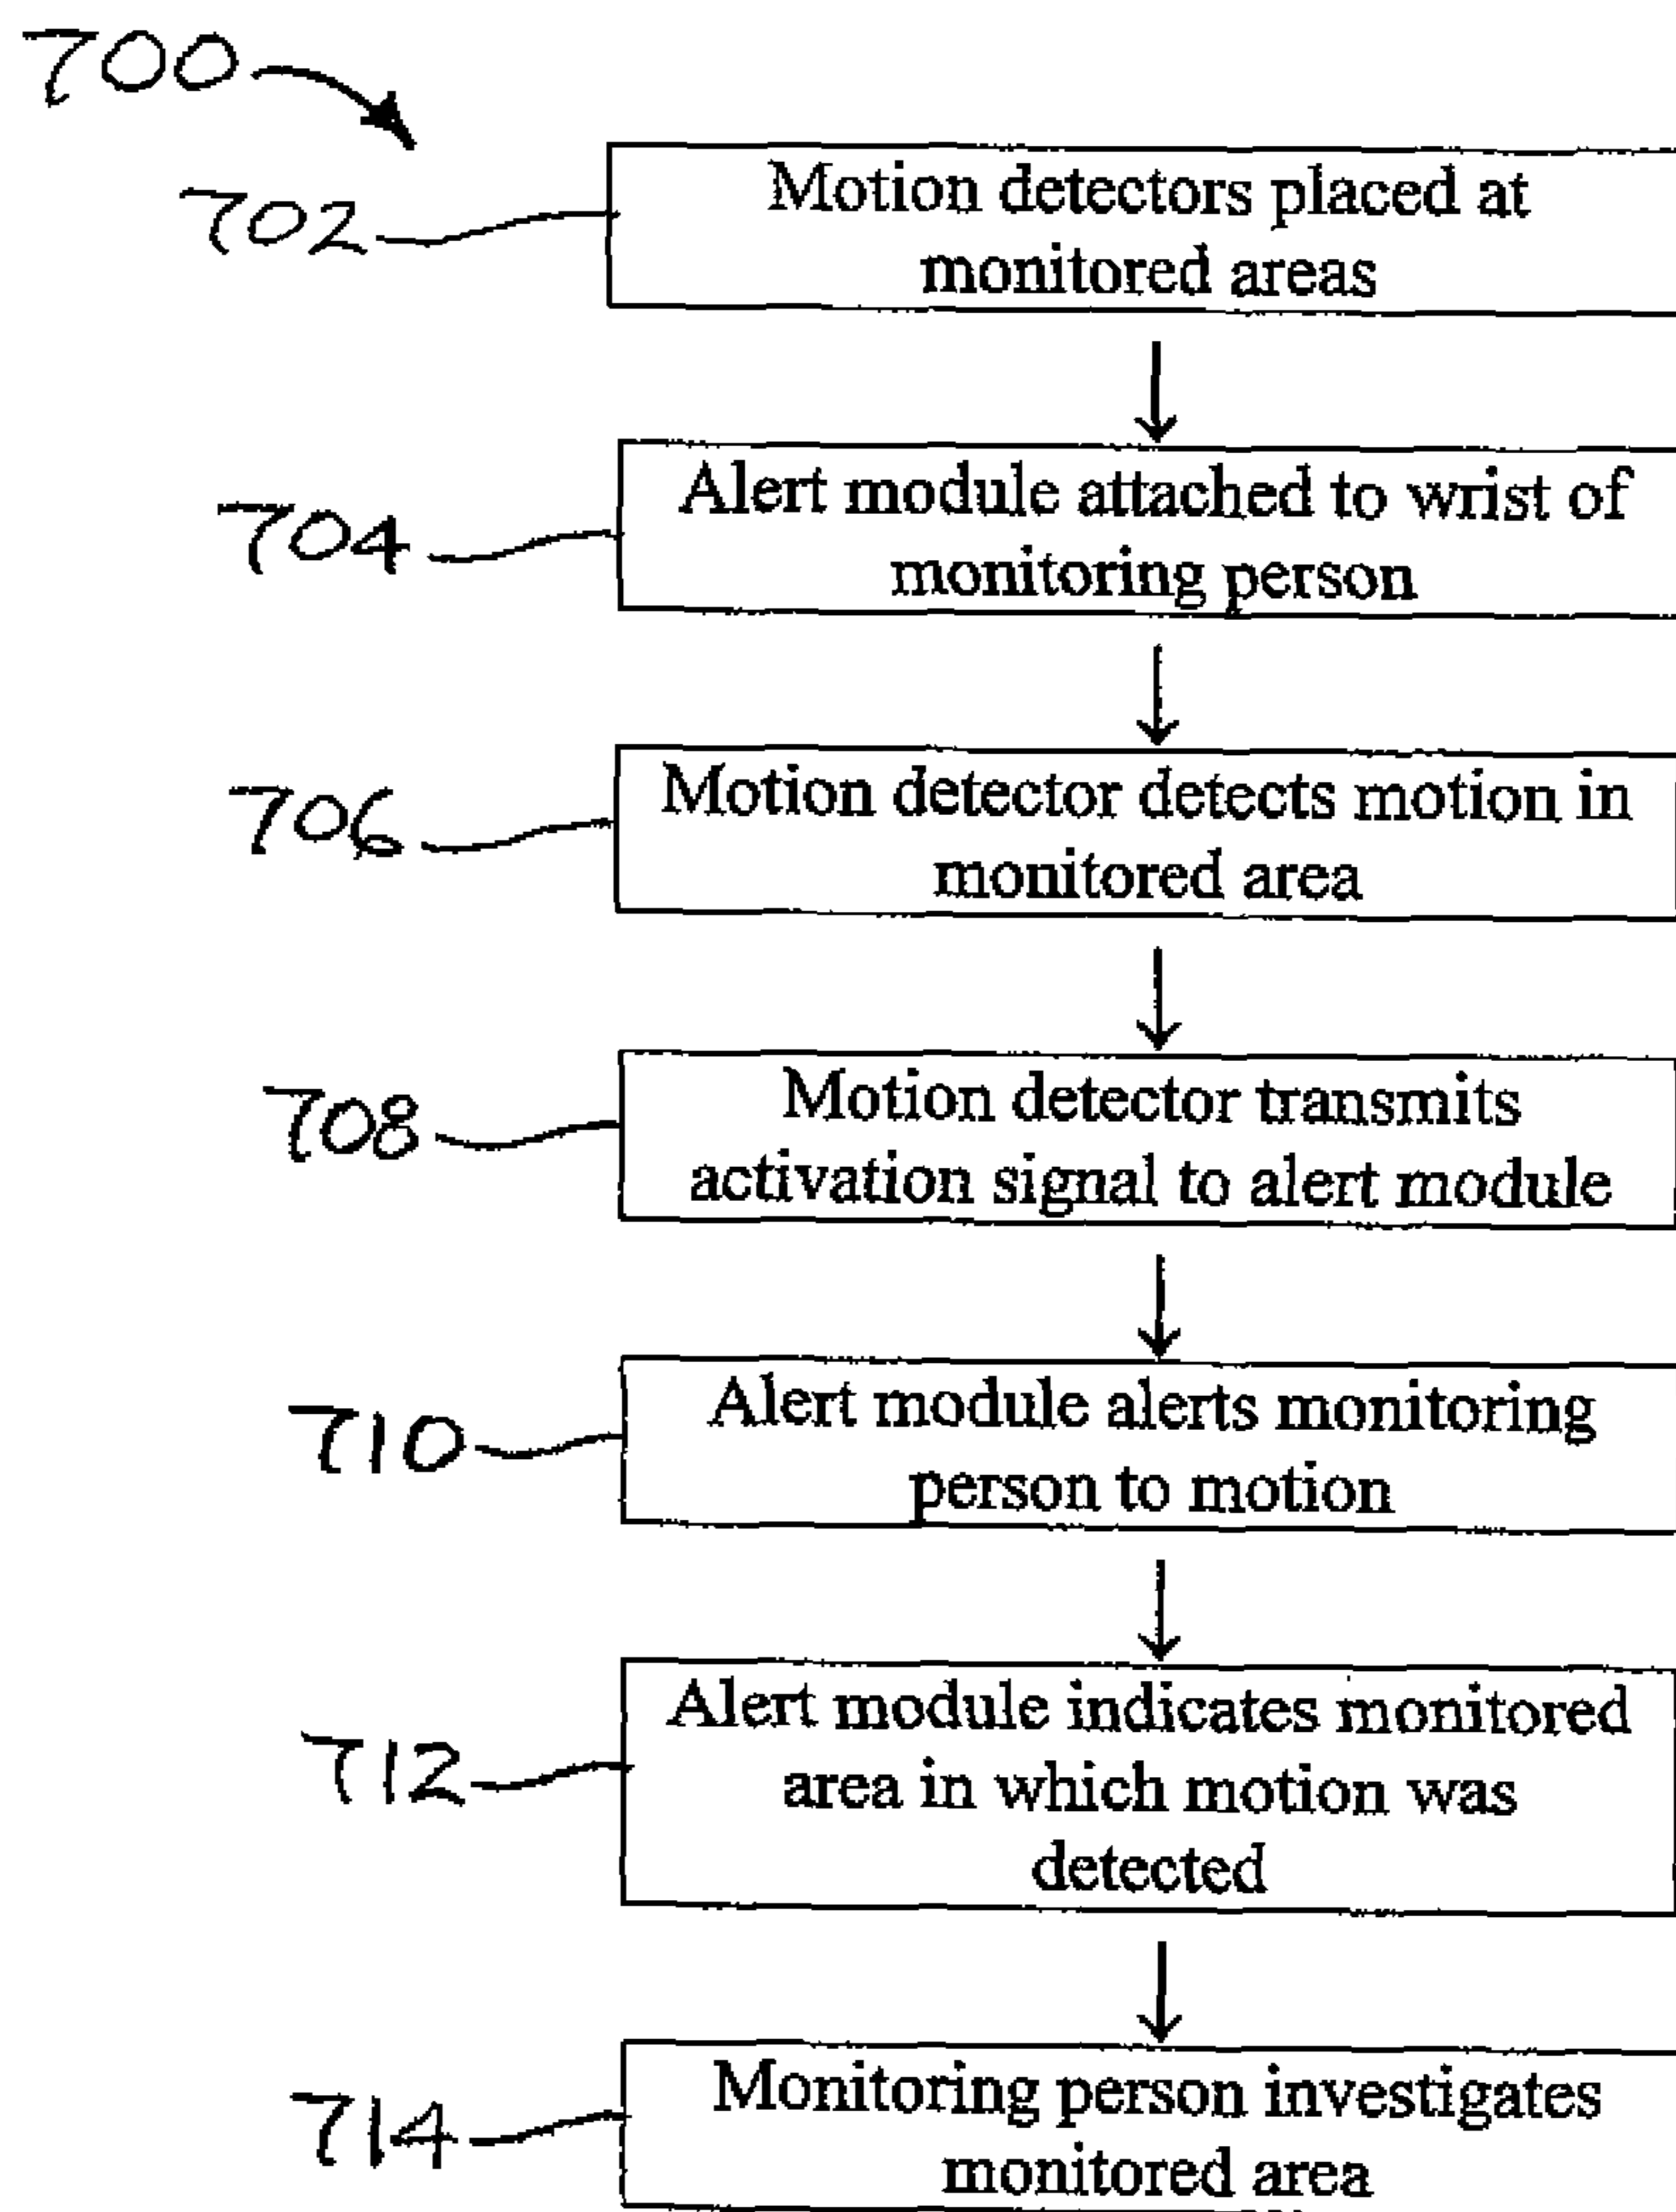 700
702
Motion detectors placed at
monitored areas
704
Alert module attached to wrist of
monitoring person
706
Motion detector detects motion in
monitored area
708
Motion detector transmits
activation signal to alert module
710
Alert module alerts monitoring
person to motion
712
Alert module indicates monitored
area in which motion was
detected
714
Monitoring person investigates
monitored area